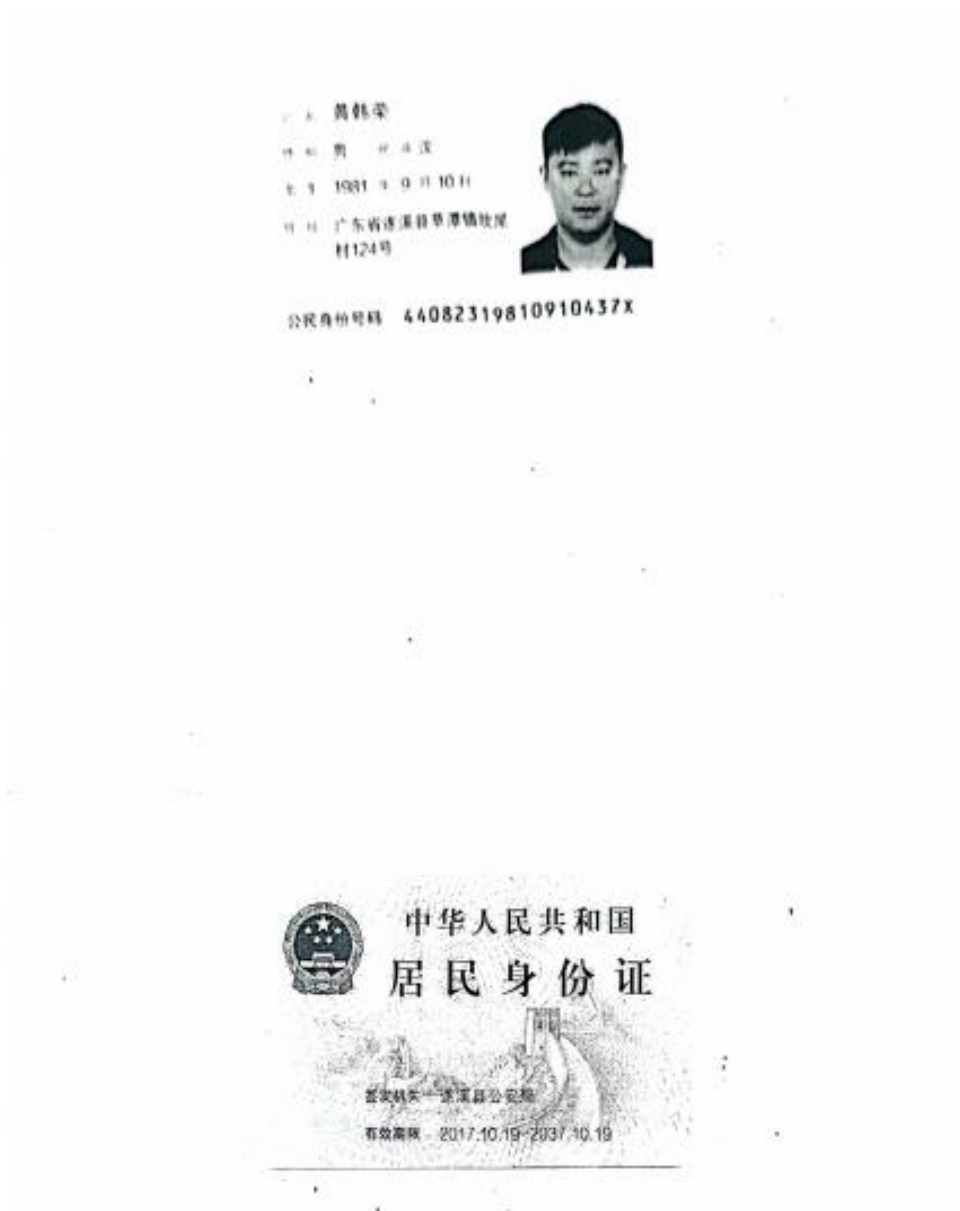 黄韩荣
男 汉
1981 年 9 月 10 日
广东省遂溪县草潭镇
村124号
公民身份号码 44082319810910437X
中华人民共和国
居民身份证
签发机关 遂溪县公安局
有效期限 2017.10.19-2037.10.19